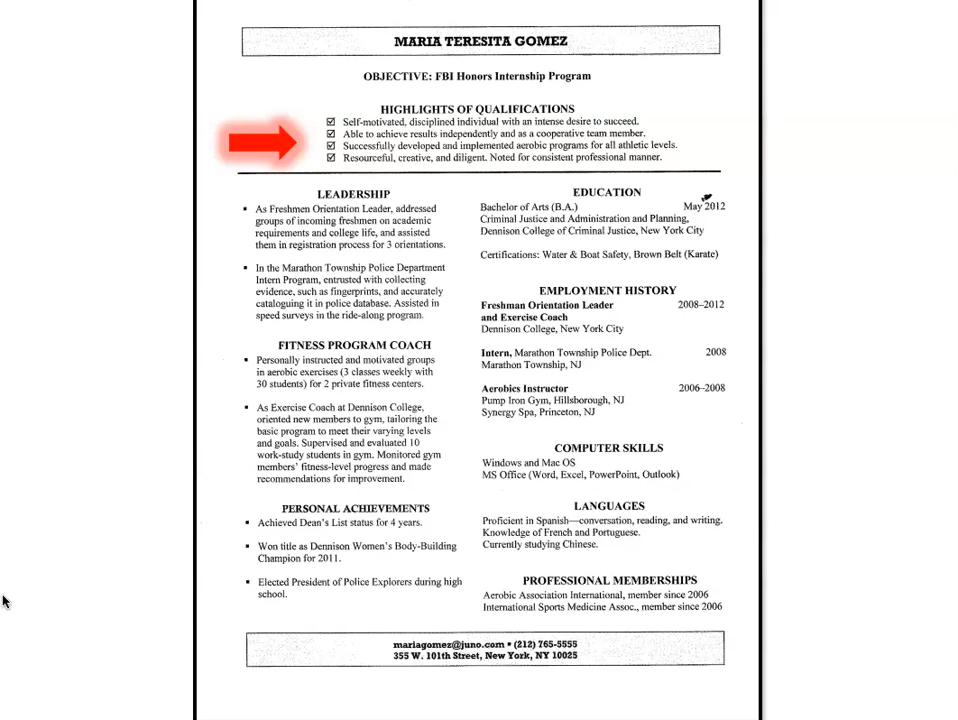 MARIA TERESITA GOMEZ
OBJECTIVE: FBI Honors Internship Program
HIGHLIGHTS OF QUALIFICATIONS
Self-motivated, disciplined individual with an intense desire to succeed.
Able to achieve results independently and as a cooperative team member.
Successfully developed and implemented aerobic programs for all athletic levels.
Resourceful, creative, and diligent. Noted for consistent professional manner.
LEADERSHIP
▪ As Freshmen Orientation Leader, addressed
groups of incoming freshmen on academic
requirements and college life, and assisted
them in registration process for 3 orientations.
▪ In the Marathon Township Police Department
Intern Program, entrusted with collecting
evidence, such as fingerprints, and accurately
cataloguing it in police database. Assisted in
speed surveys in the ride-along program.
FITNESS PROGRAM COACH
▪ Personally instructed and motivated groups
in aerobic exercises (3 classes weekly with
30 students) for 2 private fitness centers.
▪ As Exercise Coach at Dennison College,
oriented new members to gym, tailoring the
basic program to meet their varying levels
and goals. Supervised and evaluated 10
work-study students in gym. Monitored gym
members' fitness-level progress and made
recommendations for improvement.
PERSONAL ACHIEVEMENTS
▪ Achieved Dean's List status for 4 years.
▪ Won title as Dennison Women's Body-Building
Champion for 2011.
▪ Elected President of Police Explorers during high
school.
EDUCATION
Bachelor of Arts (B.A.) May 2012
Criminal Justice and Administration and Planning,
Dennison College of Criminal Justice, New York City
Certifications: Water & Boat Safety, Brown Belt (Karate)
EMPLOYMENT HISTORY
Freshman Orientation Leader 2008–2012
and Exercise Coach
Dennison College, New York City
Intern, Marathon Township Police Dept. 2008
Marathon Township, NJ
Aerobics Instructor 2006–2008
Pump Iron Gym, Hillsborough, NJ
Synergy Spa, Princeton, NJ
COMPUTER SKILLS
Windows and Mac OS
MS Office (Word, Excel, PowerPoint, Outlook)
LANGUAGES
Proficient in Spanish—conversation, reading, and writing.
Knowledge of French and Portuguese.
Currently studying Chinese.
PROFESSIONAL MEMBERSHIPS
Aerobic Association International, member since 2006
International Sports Medicine Assoc., member since 2006
mariagomez@juno.com ▪ (212) 765-5555
355 W. 101th Street, New York, NY 10025